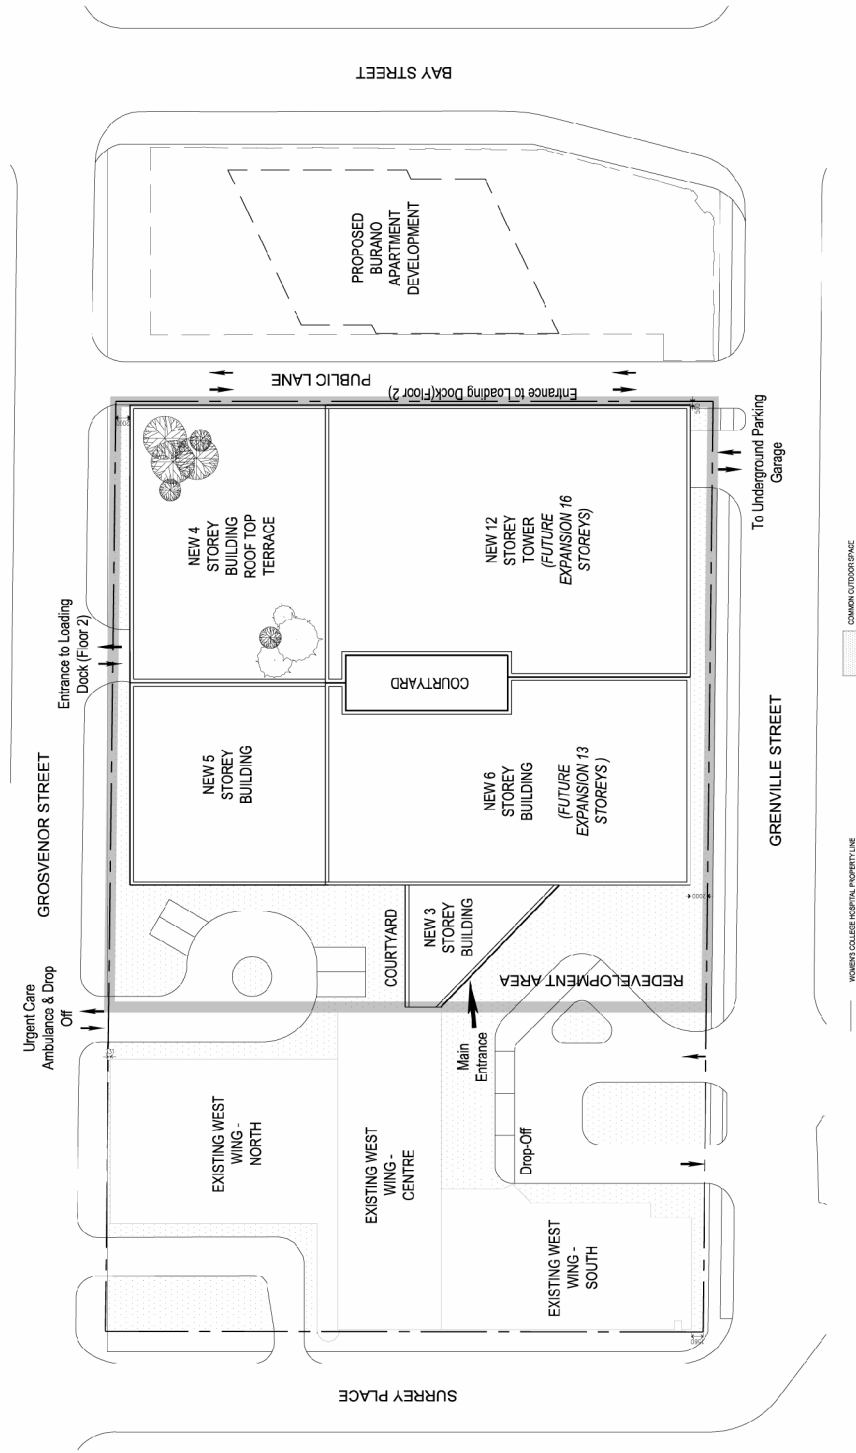 BAY STREET
PROPOSED
BURANO
APARTMENT
DEVELOPMENT
PUBLIC LANE
Entrance to Loading Dock(Floor 2)
2000
To Underground Parking
Garage
NEW 4
STOREY
BUILDING
ROOF TOP
TERRACE
NEW 12
STOREY
TOWER
(FUTURE
EXPANSION 16
STOREYS)
Entrance to Loading
Dock (Floor 2)
COURTYARD
COMMON OUTDOOR SPACE
GROSVENOR STREET
NEW 5
STOREY
BUILDING
NEW 6
STOREY
BUILDING
(FUTURE
EXPANSION 13
STOREYS )
GRENVILLE STREET
2000
COURTYARD
NEW 3
STOREY
BUILDING
REDEVELOPMENT AREA
WOMEN'S COLLEGE HOSPITAL PROPERTY LINE
Urgent Care
Ambulance & Drop
Off
Main
Entrance
EXISTING WEST
WING -
NORTH
EXISTING WEST
WING -
CENTRE
Drop-Off
EXISTING WEST
WING -
SOUTH
SURREY PLACE